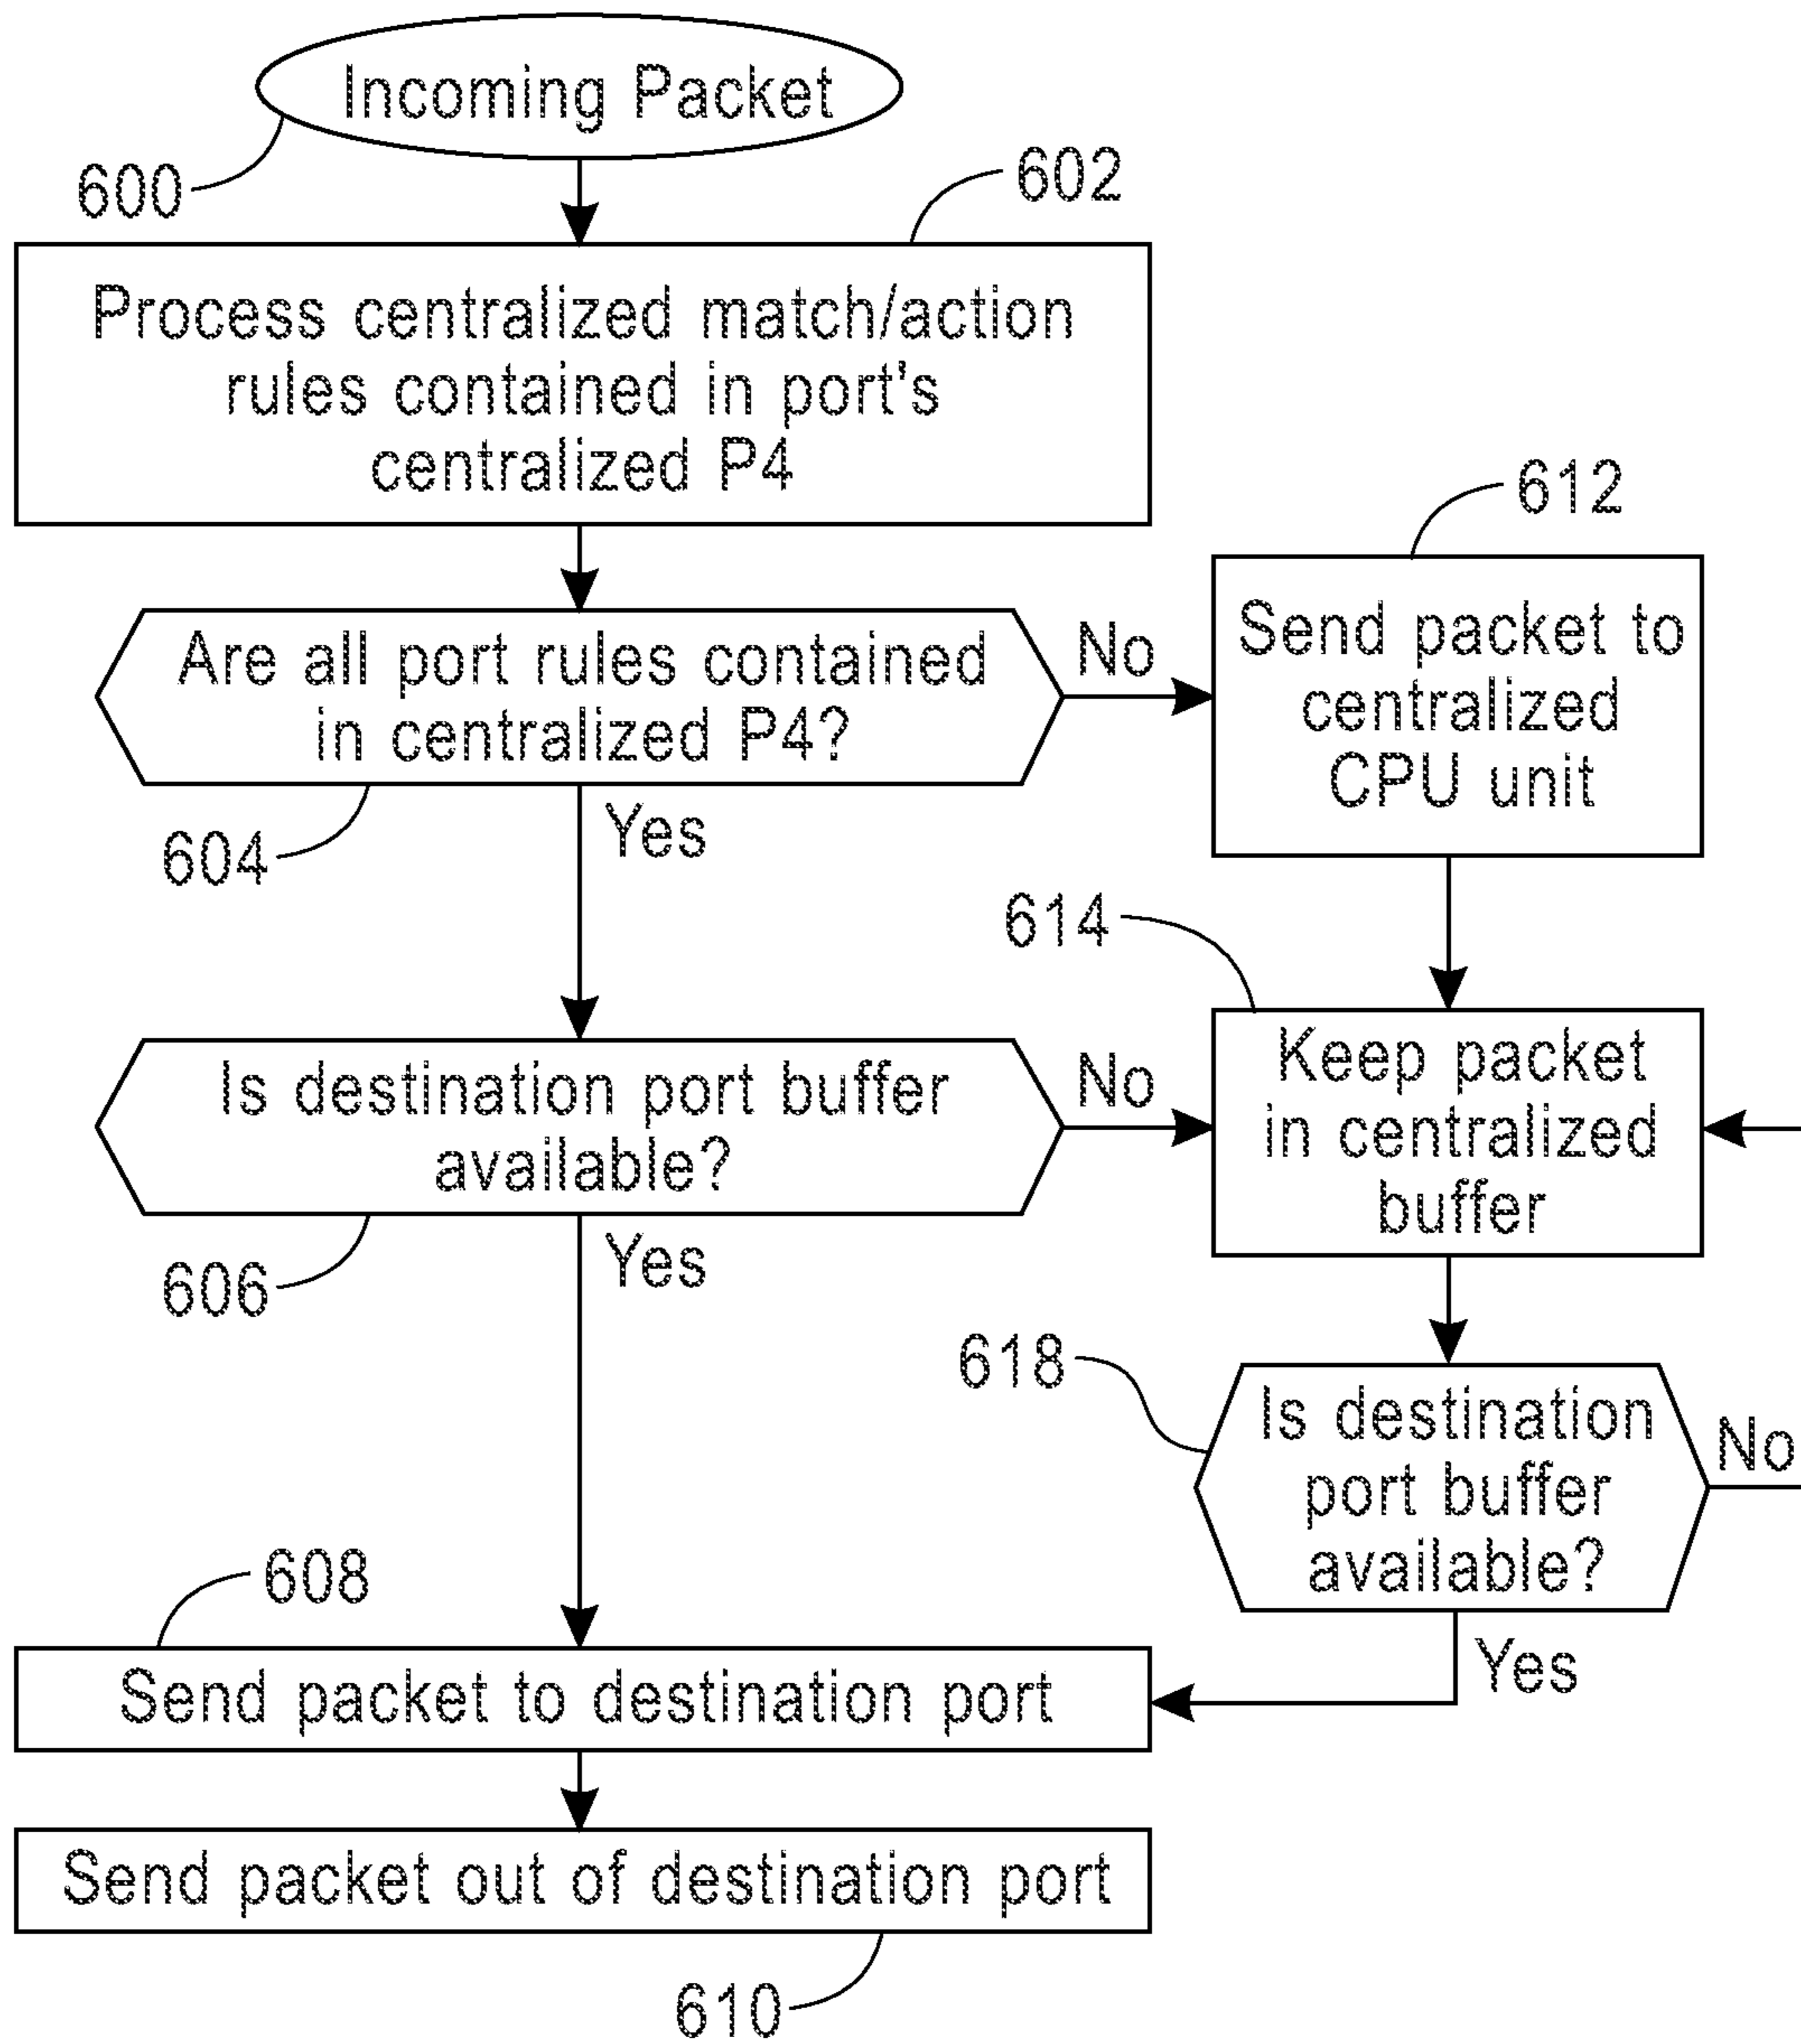 Incoming Packet
600
602
Process centralized match/action
rules contained in port's
centralized P4
612
Are all port rules contained
in centralized P4?
No
Send packet to
centralized
CPU unit
604
Yes
614
Is destination port buffer
available?
No
Keep packet
in centralized
buffer
606
Yes
618
Is destination
port buffer
available?
No
608
Yes
Send packet to destination port
Send packet out of destination port
610